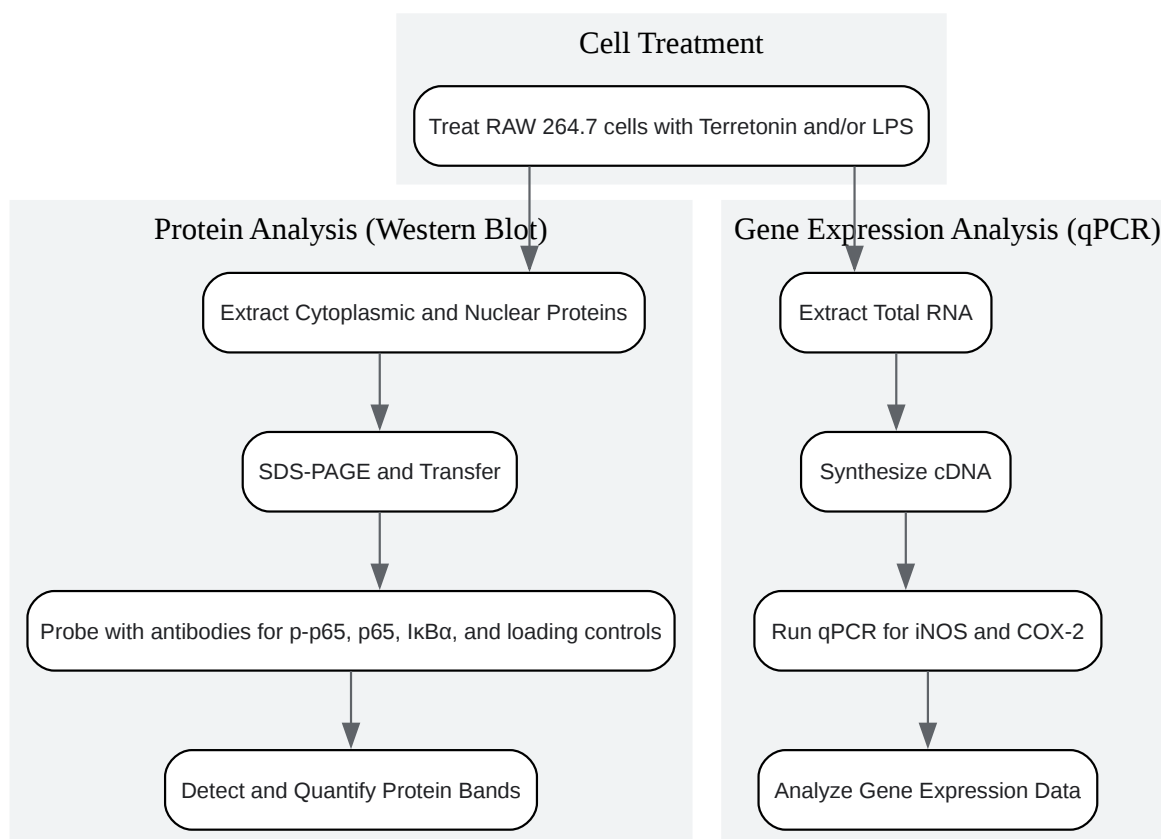 Cell Treatment
Treat RAW 264.7 cells with Terretonin and/or LPS
Protein Analysis (Western Blot)
Extract Cytoplasmic and Nuclear Proteins
SDS-PAGE and Transfer
Probe with antibodies for p-p65, p65, IκBα, and loading controls
Detect and Quantify Protein Bands
Gene Expression Analysis (qPCR)
Extract Total RNA
Synthesize cDNA
Run qPCR for iNOS and COX-2
Analyze Gene Expression Data